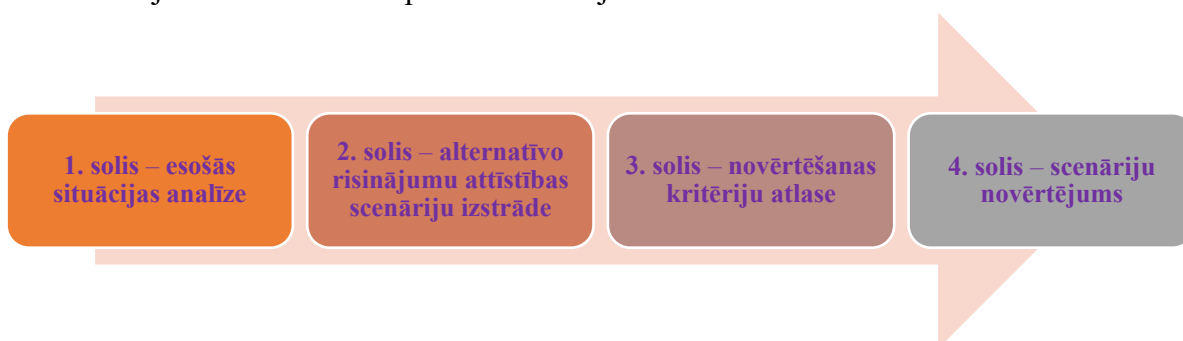 1. solis – esošās
situācijas analīze
2. solis – alternatīvo
risinājumu attīstības
scenāriju izstrāde
3. solis – novērtēšanas
kritēriju atlase
4. solis – scenāriju
novērtējums